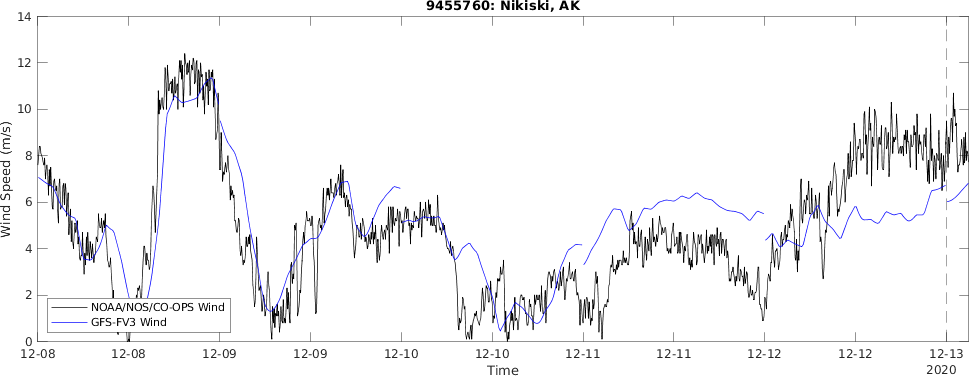 9455760: Nikiski, AK
14
12
10
8
6
4
2
0
Wind Speed (m/s)
NOAA/NOS/CO-OPS Wind
GFS-FV3 Wind
12-08 12-08 12-09 12-09 12-10 12-10 12-11 12-11 12-12 12-12 12-13
Time
2020